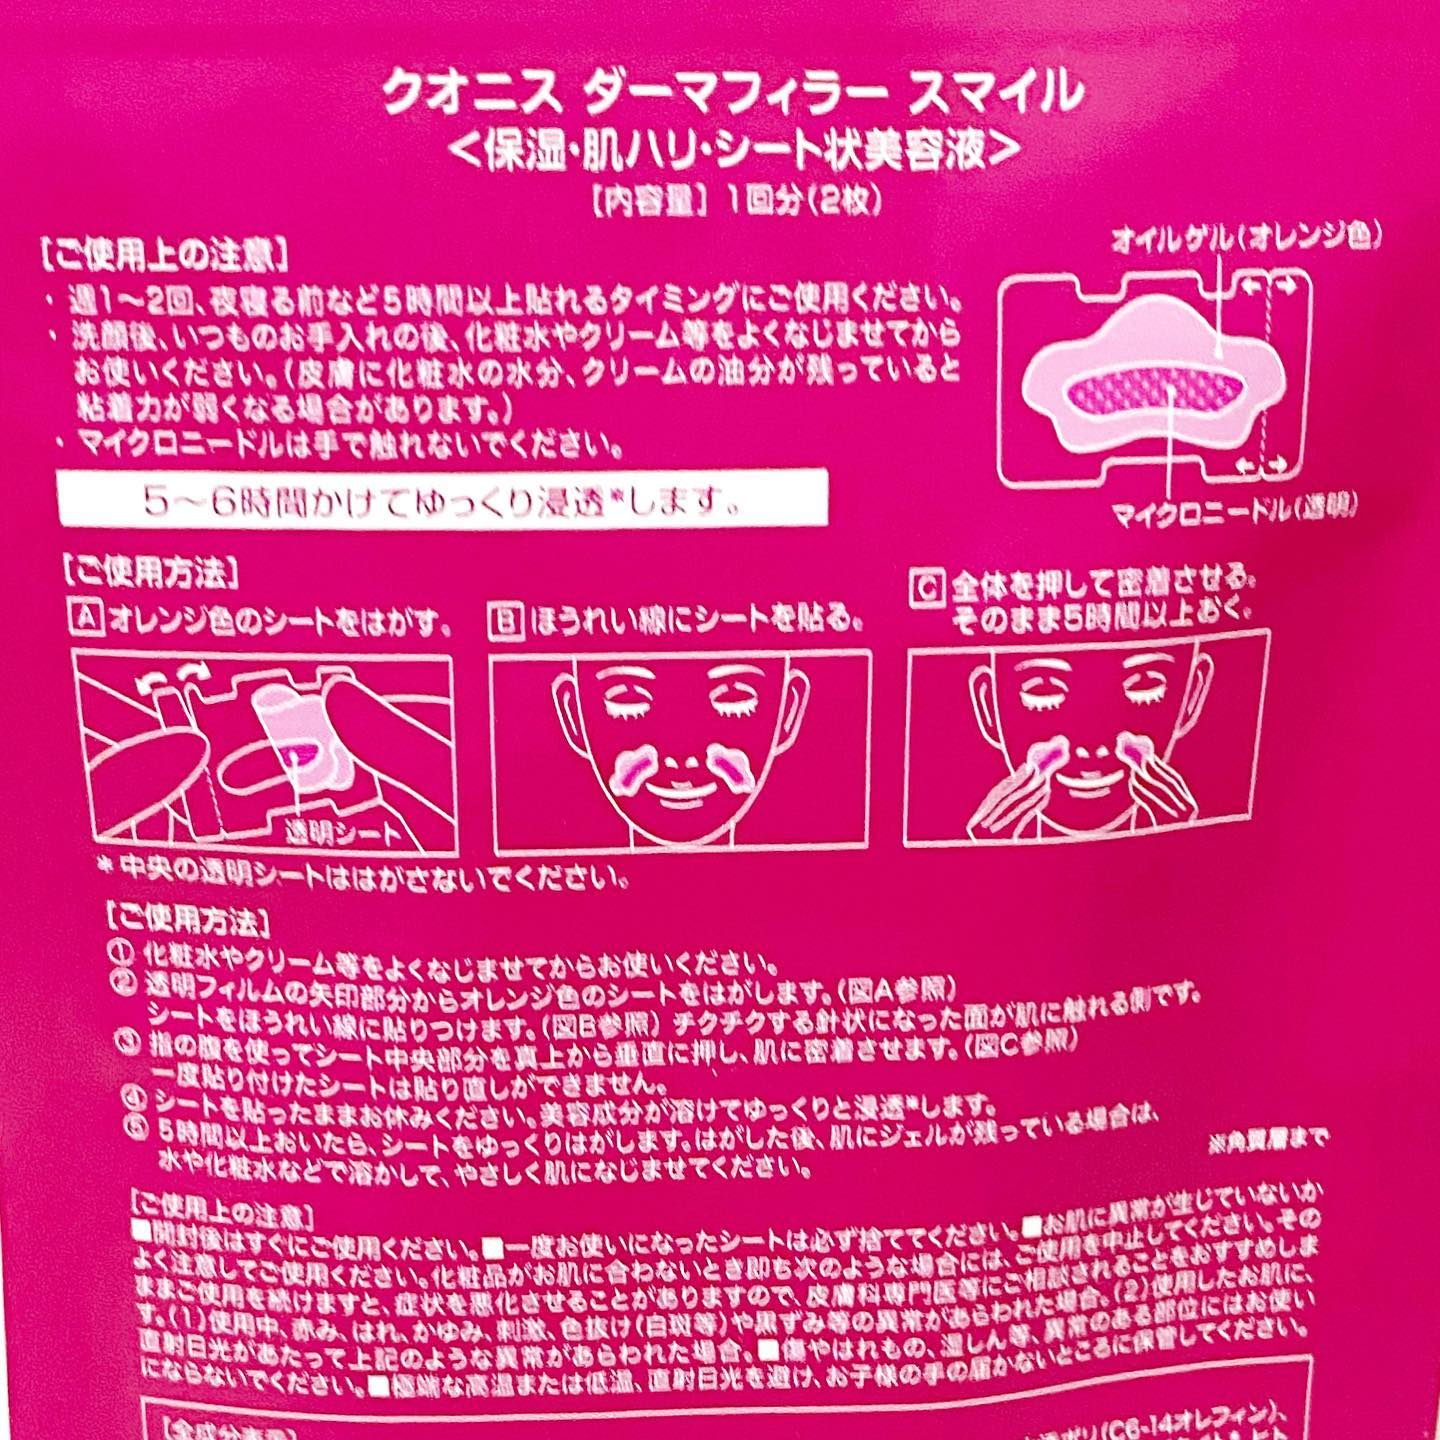 クオニス ダーマフィラー スマイル
<保湿・肌ハリ・シート状美容液>
[内容量] 1回分(2枚)
[ご使用上の注意]
・週1〜2回、夜寝る前など5時間以上貼れるタイミングにご使用ください。
・洗顔後、いつものお手入れの後、化粧水やクリーム等をよくなじませてから
お使いください。(皮膚に化粧水の水分、クリームの油分が残っていると
粘着力が弱くなる場合があります。)
・マイクロニードルは手で触れないでください。
オイルゲル(オレンジ色)
マイクロニードル(透明)
5〜6時間かけてゆっくり浸透*します。
[ご使用方法]
A オレンジ色のシートをはがす。
B ほうれい線にシートを貼る。
C 全体を押して密着させる。
そのまま5時間以上おく。
透明シート
*中央の透明シートははがさないでください。
[ご使用方法]
① 化粧水やクリーム等をよくなじませてからお使いください。
② 透明フィルムの矢印部分からオレンジ色のシートをはがします。(図A参照)
シートをほうれい線に貼りつけます。(図B参照) チクチクする針状になった面が肌に触れる側です。
③ 指の腹を使ってシート中央部分を真上から垂直に押し、肌に密着させます。(図C参照)
一度貼り付けたシートは貼り直しができません。
④ シートを貼ったままお休みください。美容成分が溶けてゆっくりと浸透*します。
⑤ 5時間以上おいたら、シートをゆっくりはがします。はがした後、肌にジェルが残っている場合は、
水や化粧水などで溶かして、やさしく肌になじませてください。
※角質層まで
[ご使用上の注意]
■開封後はすぐにご使用ください。■一度お使いになったシートは必ず捨ててください。■お肌に異常が生じていないか
よく注意してご使用ください。化粧品がお肌に合わないとき即ち次のような場合には、ご使用を中止してください。その
ままご使用を続けますと、症状を悪化させることがありますので、皮膚科専門医等にご相談されることをおすすめしま
す。(1)使用中、赤み、はれ、かゆみ、刺激、色抜け(白斑等)や黒ずみ等の異常があらわれた場合。(2)使用したお肌に、
直射日光があたって上記のような異常があらわれた場合。■傷やはれもの、湿しん等、異常のある部位にはお使い
にならないでください。■極端な高温または低温、直射日光を避け、お子様の手の届かないところに保管してください。
[全成分表示]
ポリ(C6-14オレフィン)、